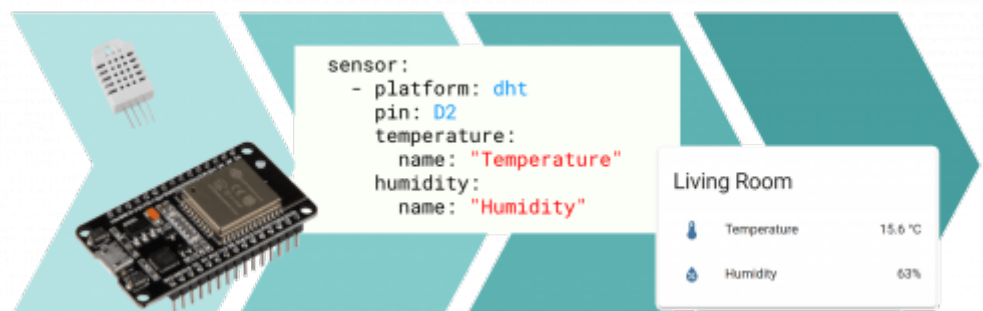 sensor:
- platform: dht
pin: D2
temperature:
name: "Temperature"
humidity:
name: "Humidity"
Living Room
Temperature 15.6 °C
Humidity 63%